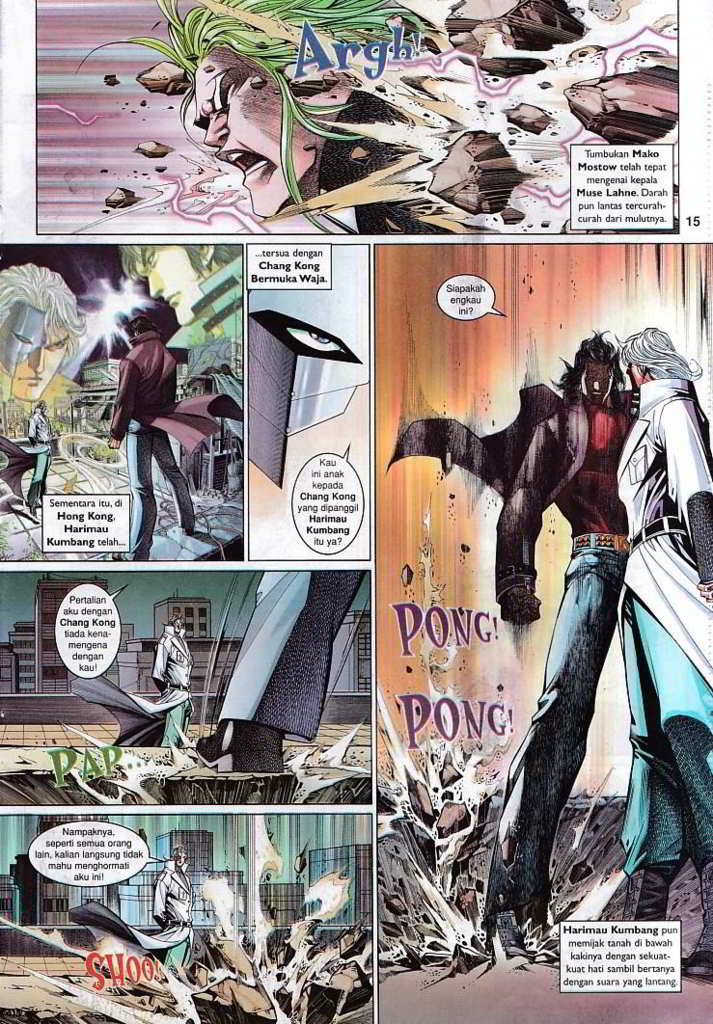 Argh!
Tumbukan Mako
Mostow telah tepat
mengenai kepala
Muse Lahne. Darah
pun lantas tercurah-
curah dari mulutnya.
15
Sementara itu, di
Hong Kong,
Harimau
Kumbang telah...
...tersua dengan
Chang Kong
Bermuka Waja.
Kau
ini anak
kepada
Chang Kong
yang dipanggil
Harimau
Kumbang
itu ya?
Siapakah
engkau
ini?
PONG!
PONG!
Harimau Kumbang pun
memijak tanah di bawah
kakinya dengan sekuat-
kuat hati sambil bertanya
dengan suara yang lantang.
Pertalian
aku dengan
Chang Kong
tiada kena-
mengena
dengan
kau!
PAP...
Nampaknya,
seperti semua orang
lain, kalian langsung tidak
mahu menghormati
aku ini!
SHOO!